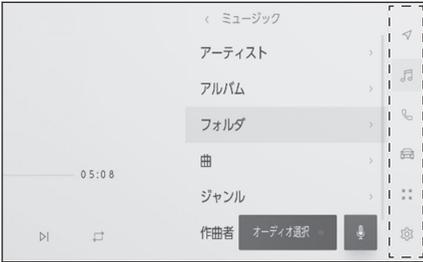 ミュージック
アーティスト
アルバム
フォルダ
05:08
曲
ジャンル
作曲者
オーディオ選択